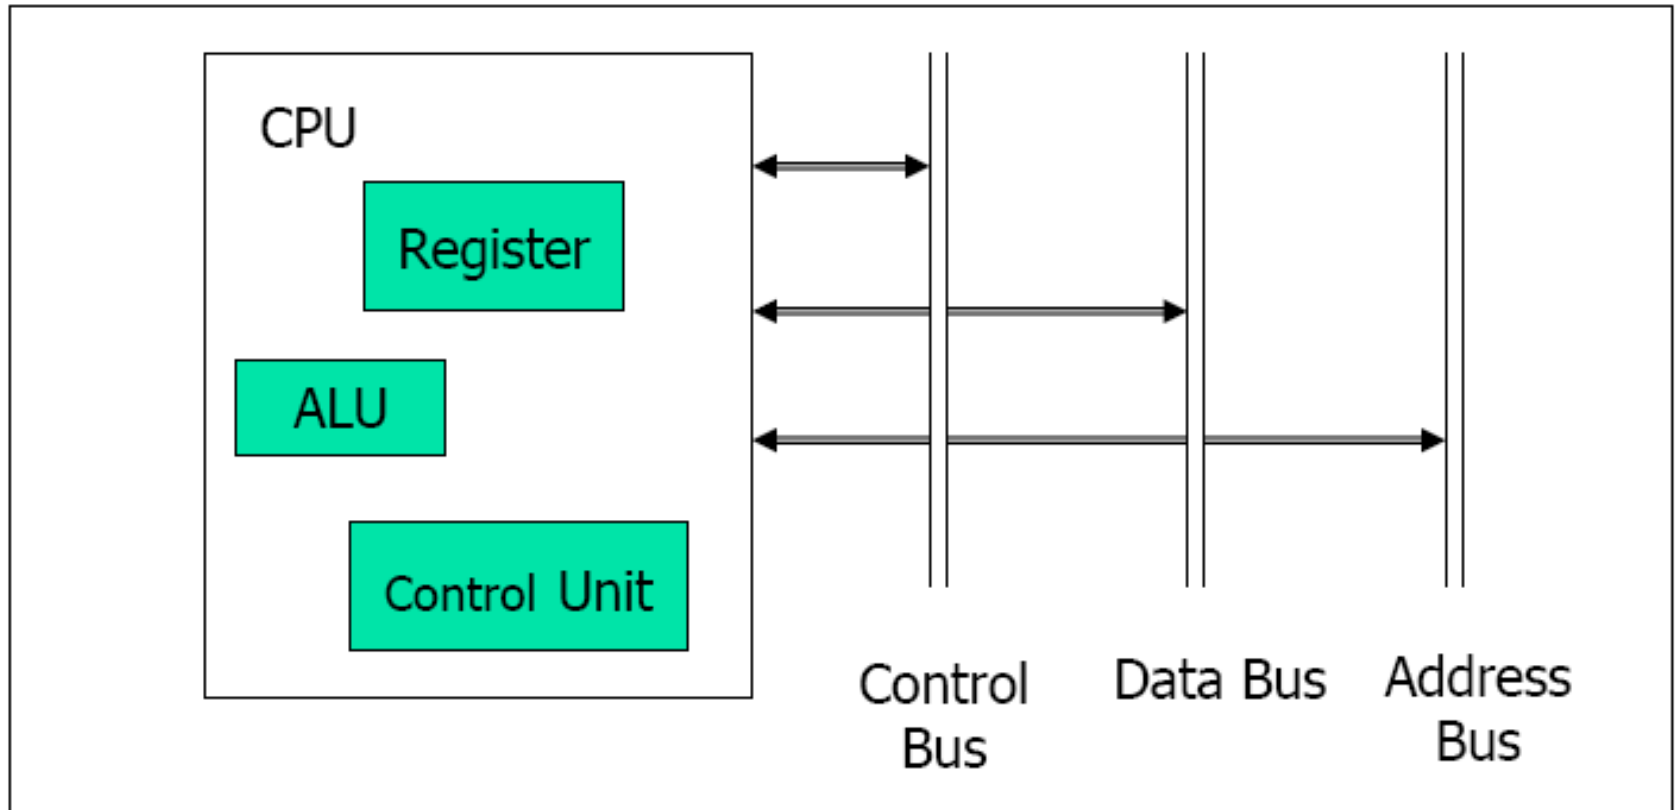 CPU
Register
ALU
Control Unit
Control
Bus
Data Bus
Address
Bus